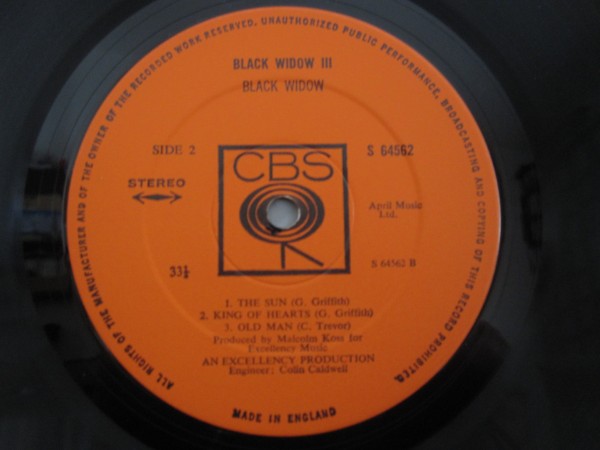 ALL RIGHTS OF THE MANUFACTURER AND OF THE OWNER OF THE RECORDED WORK RESERVED. UNAUTHORIZED PUBLIC PERFORMANCE, BROADCASTING AND COPYING OF THIS RECORD PROHIBITED.
BLACK WIDOW III
BLACK WIDOW
SIDE 2
S 64562
CBS
STEREO
April Music
Ltd.
33⅓
S 64562 B
1. THE SUN (G. Griffith)
2. KING OF HEARTS (G. Griffith)
3. OLD MAN (C. Trevor)
Produced by Malcolm Koss for
Excellency Music
AN EXCELLENCY PRODUCTION
Engineer: Colin Caldwell
MADE IN ENGLAND